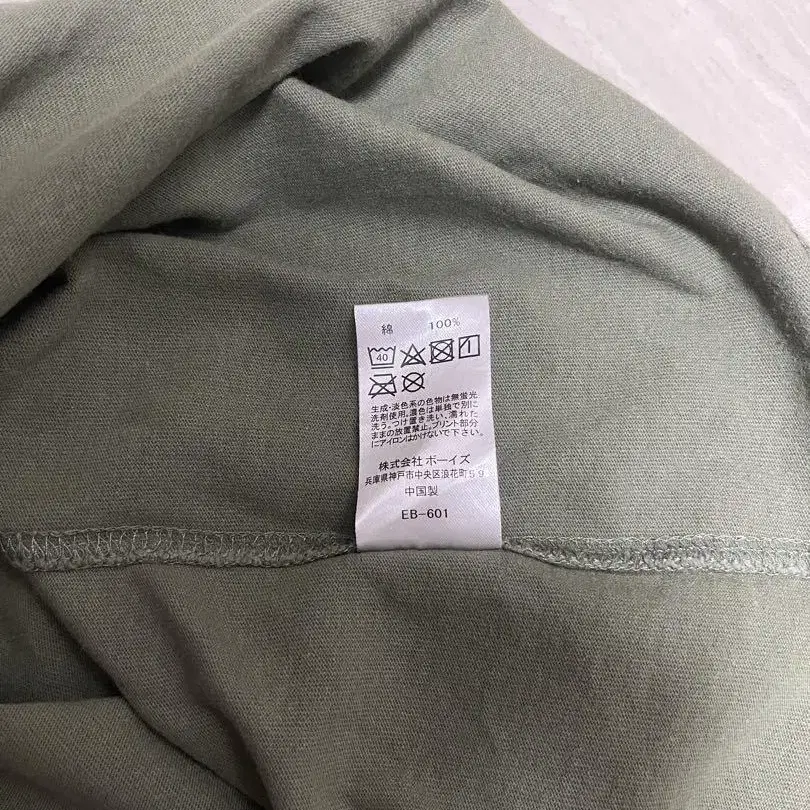 綿 100%
40
生成・淡色系の色物は無蛍光
洗剤使用。濃色は単独で別に
洗う。つけ置き洗い、濡れた
ままの放置禁止。プリント部分
にアイロンはかけないで下さい。
株式会社 ボーイズ
兵庫県神戸市中央区浪花町59
中国製
EB-601